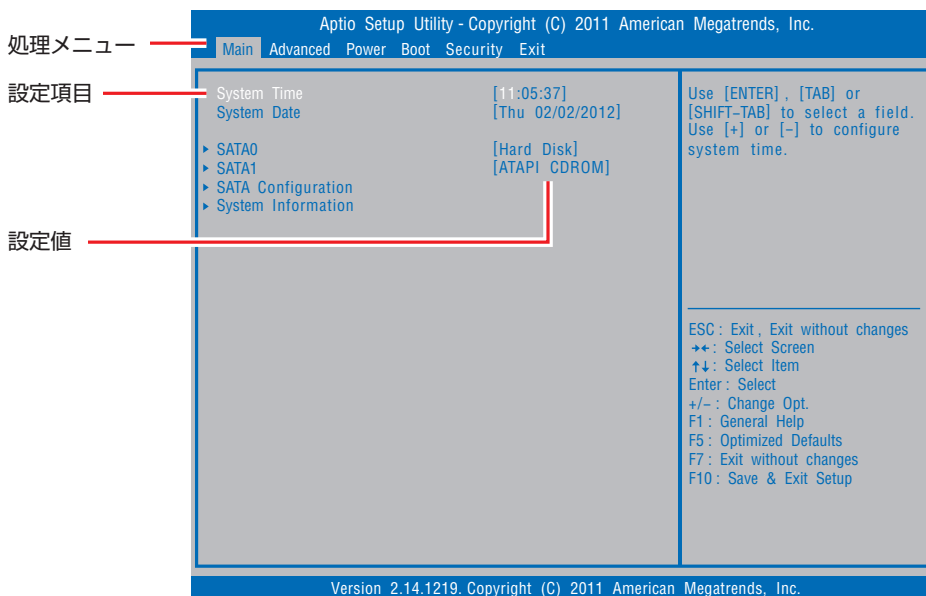 Aptio Setup Utility - Copyright (C) 2011 American Megatrends, Inc.
処理メニュー
Main Advanced Power Boot Security Exit
設定項目
System Time [11:05:37]
System Date [Thu 02/02/2012]
▶ SATA0 [Hard Disk]
▶ SATA1 [ATAPI CDROM]
▶ SATA Configuration
▶ System Information
設定値
Use [ENTER] , [TAB] or
[SHIFT-TAB] to select a field.
Use [+] or [-] to configure
system time.
ESC : Exit , Exit without changes
→← : Select Screen
↑↓ : Select Item
Enter : Select
+/- : Change Opt.
F1 : General Help
F5 : Optimized Defaults
F7 : Exit without changes
F10 : Save & Exit Setup
Version 2.14.1219. Copyright (C) 2011 American Megatrends, Inc.